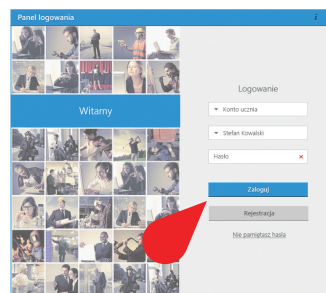 Panel logowania
i
Witamy
Logowanie
Konto ucznia
Stefan Kowalski
Hasło
Zaloguj
Rejestracja
Nie pamiętasz hasła